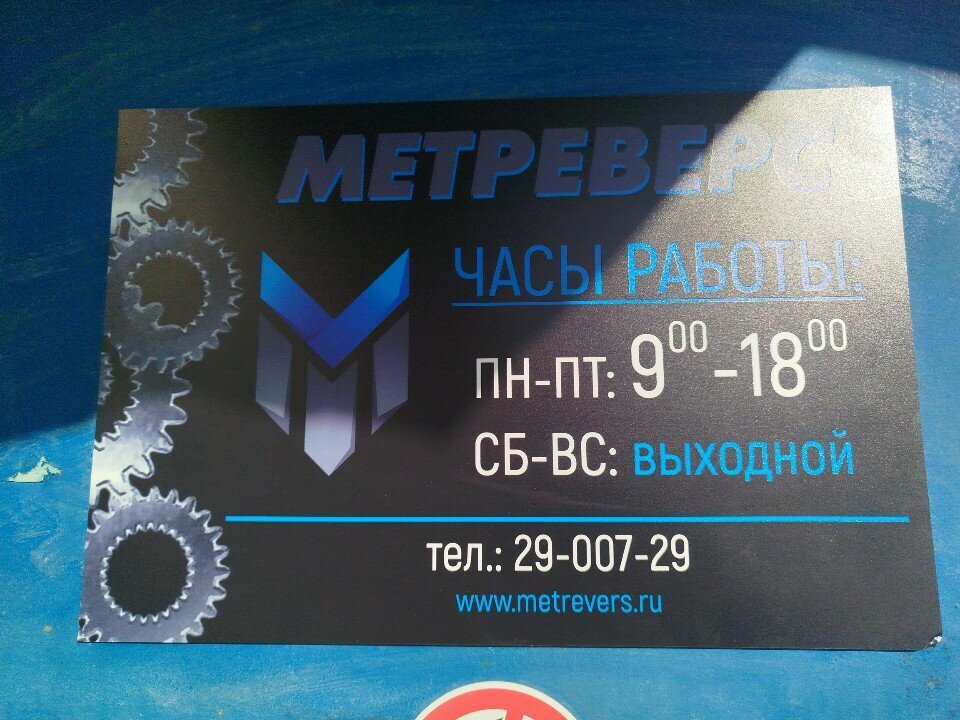 МЕТРЕВЕРС
ЧАСЫ РАБОТЫ:
ПН-ПТ: 9⁰⁰-18⁰⁰
СБ-ВС: ВЫХОДНОЙ
тел.: 29-007-29
www.metrevers.ru